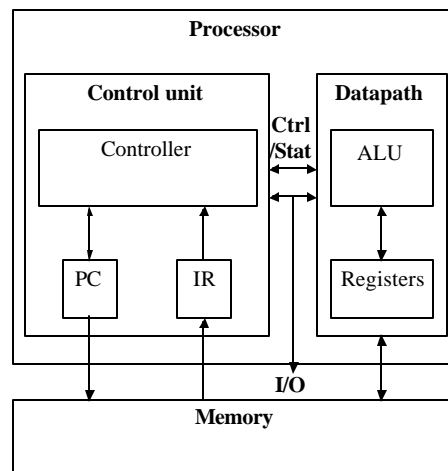 Processor
Control unit
Datapath
Ctrl
/Stat
Controller
ALU
PC
IR
Registers
I/O
Memory